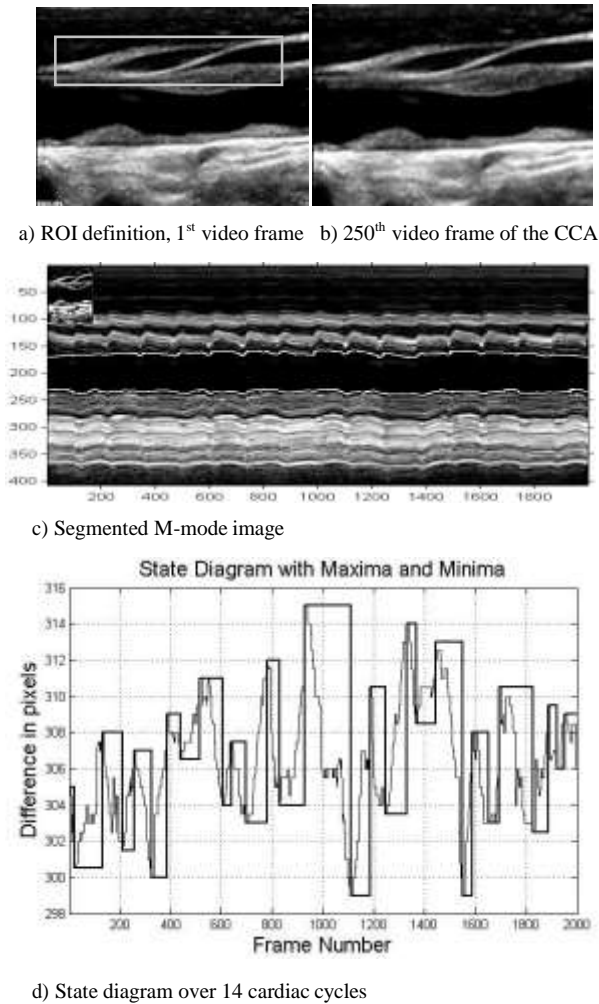 a) ROI definition, 1st video frame b) 250th video frame of the CCA
50
100
150
200
250
300
350
400
200 400 600 800 1000 1200 1400 1600 1800
c) Segmented M-mode image
State Diagram with Maxima and Minima
316
314
312
310
308
306
304
302
300
298
Difference in pixels
200 400 600 800 1000 1200 1400 1600 1800 2000
Frame Number
d) State diagram over 14 cardiac cycles